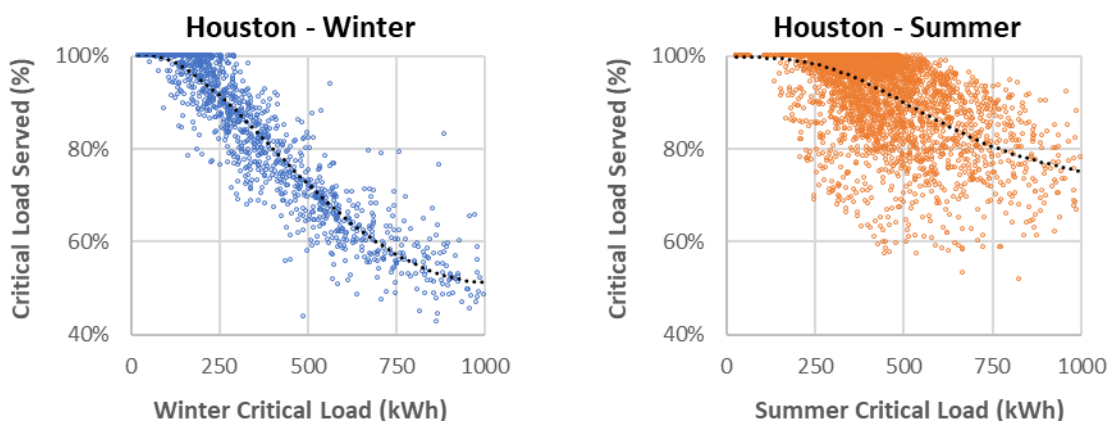 Houston - Winter
Critical Load Served (%)
100%
80%
60%
40%
0 250 500 750 1000
Winter Critical Load (kWh)
Houston - Summer
Critical Load Served (%)
100%
80%
60%
40%
0 250 500 750 1000
Summer Critical Load (kWh)